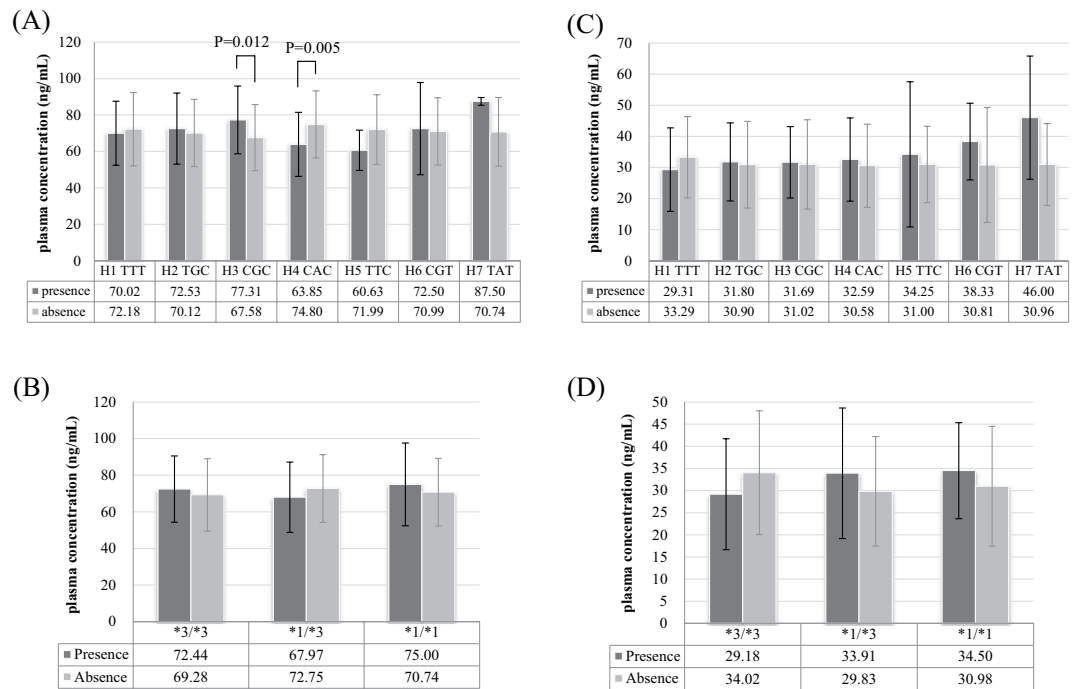 (A)
P=0.012
P=0.005
plasma concentration (ng/mL)
120
100
80
60
40
20
0
H1 TTT H2 TGC H3 CGC H4 CAC H5 TTC H6 CGT H7 TAT
presence 70.02 72.53 77.31 63.85 60.63 72.50 87.50
absence 72.18 70.12 67.58 74.80 71.99 70.99 70.74
(C)
plasma concentration (ng/mL)
70
60
50
40
30
20
10
0
H1 TTT H2 TGC H3 CGC H4 CAC H5 TTC H6 CGT H7 TAT
presence 29.31 31.80 31.69 32.59 34.25 38.33 46.00
absence 33.29 30.90 31.02 30.58 31.00 30.81 30.96
(B)
plasma concentration (ng/mL)
120
100
80
60
40
20
0
*3/*3 *1/*3 *1/*1
Presence 72.44 67.97 75.00
Absence 69.28 72.75 70.74
(D)
plasma concentration (ng/mL)
50
45
40
35
30
25
20
15
10
5
0
*3/*3 *1/*3 *1/*1
Presence 29.18 33.91 34.50
Absence 34.02 29.83 30.98